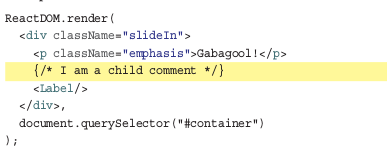 ReactDOM.render(
  <div className="slideIn">
    <p className="emphasis">Gabagool!</p>
    {/* I am a child comment */}
    <Label/>
  </div>,
  document.querySelector("#container")
);